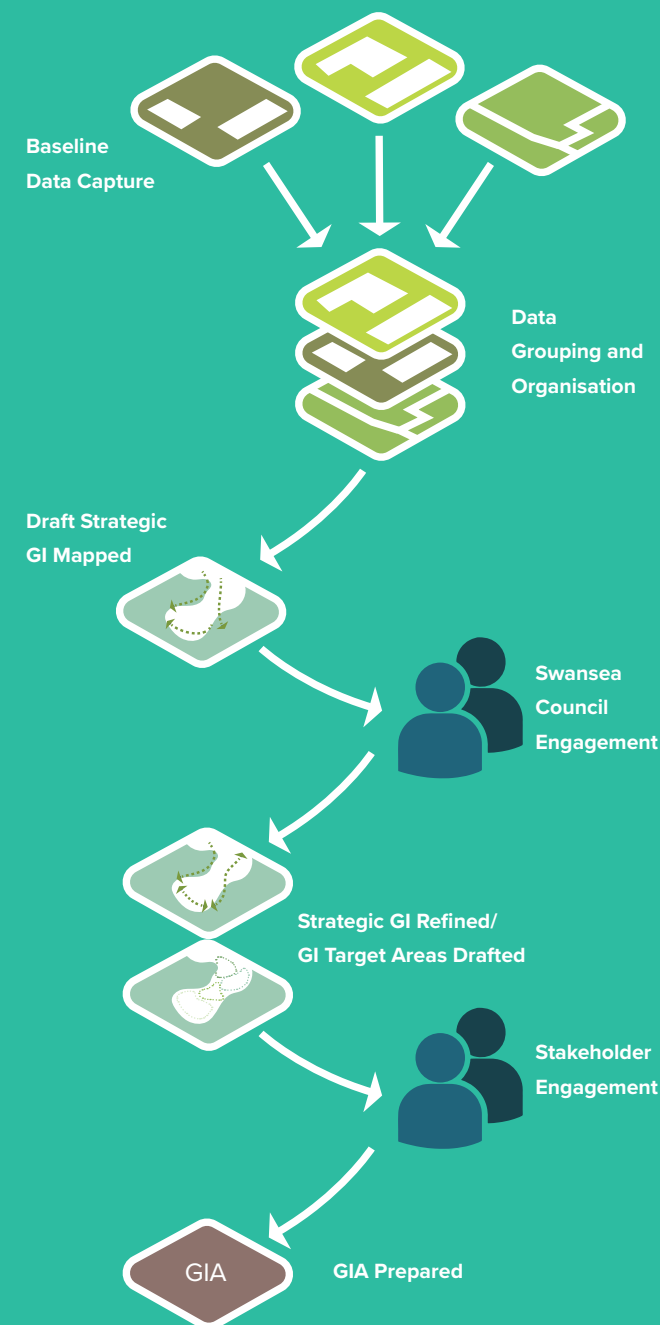 Baseline
Data Capture
Data
Grouping and
Organisation
Draft Strategic
GI Mapped
Swansea
Council
Engagement
Strategic GI Refined/
GI Target Areas Drafted
Stakeholder
Engagement
GIA
GIA Prepared